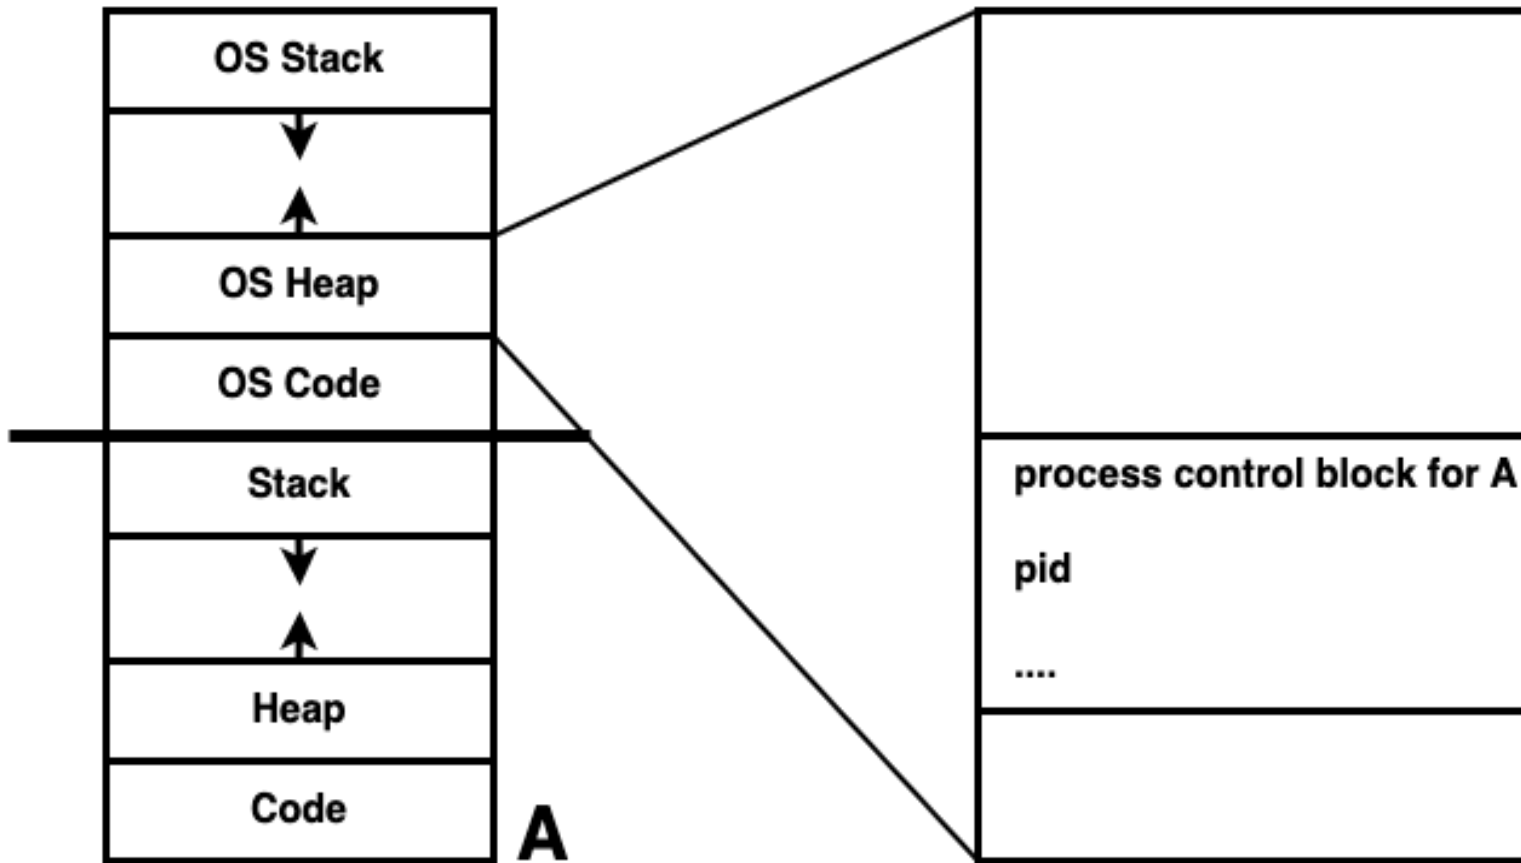 OS Stack
OS Heap
OS Code
Stack
Heap
Code
A
process control block for A
pid
....